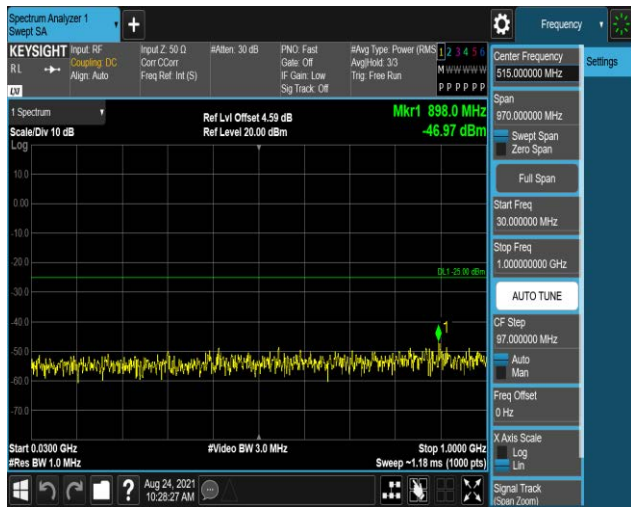 Spectrum Analyzer 1
Swept SA
Frequency
KEYSIGHT
RL
LXI
Input: RF
Coupling: DC
Align: Auto
Input Z: 50 Ω
Corr CCorr
Freq Ref: Int (S)
#Atten: 30 dB
PNO: Fast
Gate: Off
IF Gain: Low
Sig Track: Off
#Avg Type: Power (RMS
Avg|Hold: 3/3
Trig: Free Run
1 2 3 4 5 6
M W W W W W
P P P P P P
1 Spectrum
Scale/Div 10 dB
Log
Ref Lvl Offset 4.59 dB
Ref Level 20.00 dBm
Mkr1 898.0 MHz
-46.97 dBm
10.0
0.00
-10.0
-20.0
-30.0
-40.0
-50.0
-60.0
-70.0
DL1 -25.00 dBm
1
Start 0.0300 GHz
#Res BW 1.0 MHz
#Video BW 3.0 MHz
Stop 1.0000 GHz
Sweep ~1.18 ms (1000 pts)
?
Aug 24, 2021
10:28:27 AM
Center Frequency
515.000000 MHz
Settings
Span
970.000000 MHz
Swept Span
Zero Span
Full Span
Start Freq
30.000000 MHz
Stop Freq
1.000000000 GHz
AUTO TUNE
CF Step
97.000000 MHz
Auto
Man
Freq Offset
0 Hz
X Axis Scale
Log
Lin
Signal Track
(Span Zoom)